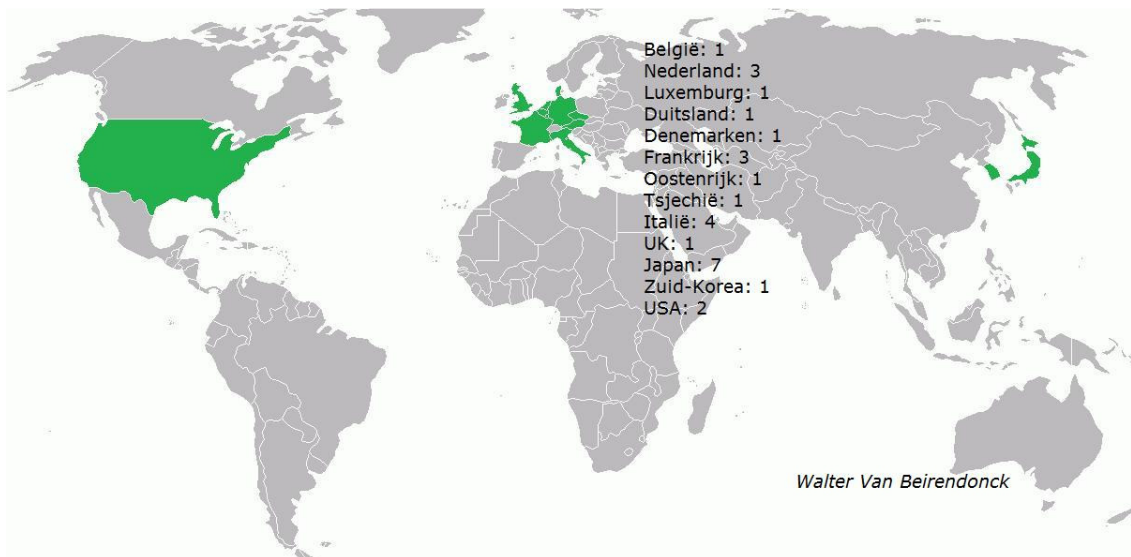 België: 1
Nederland: 3
Luxemburg: 1
Duitsland: 1
Denemarken: 1
Frankrijk: 3
Oostenrijk: 1
Tsjechië: 1
Italië: 4
UK: 1
Japan: 7
Zuid-Korea: 1
USA: 2
Walter Van Beirendonck